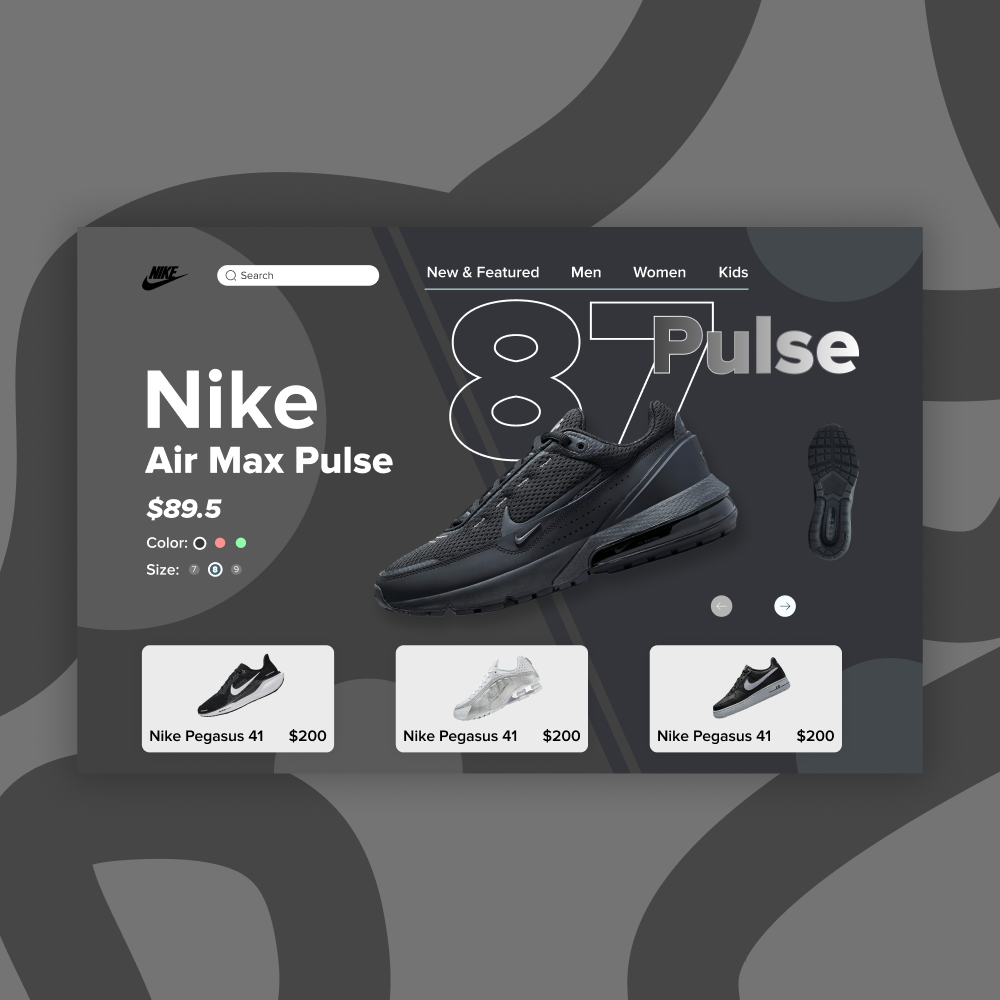 NIKE
Search
New & Featured Men Women Kids
87
Pulse
Nike
Air Max Pulse
$89.5
Color:
Size: 7 8 9
Nike Pegasus 41 $200
Nike Pegasus 41 $200
Nike Pegasus 41 $200